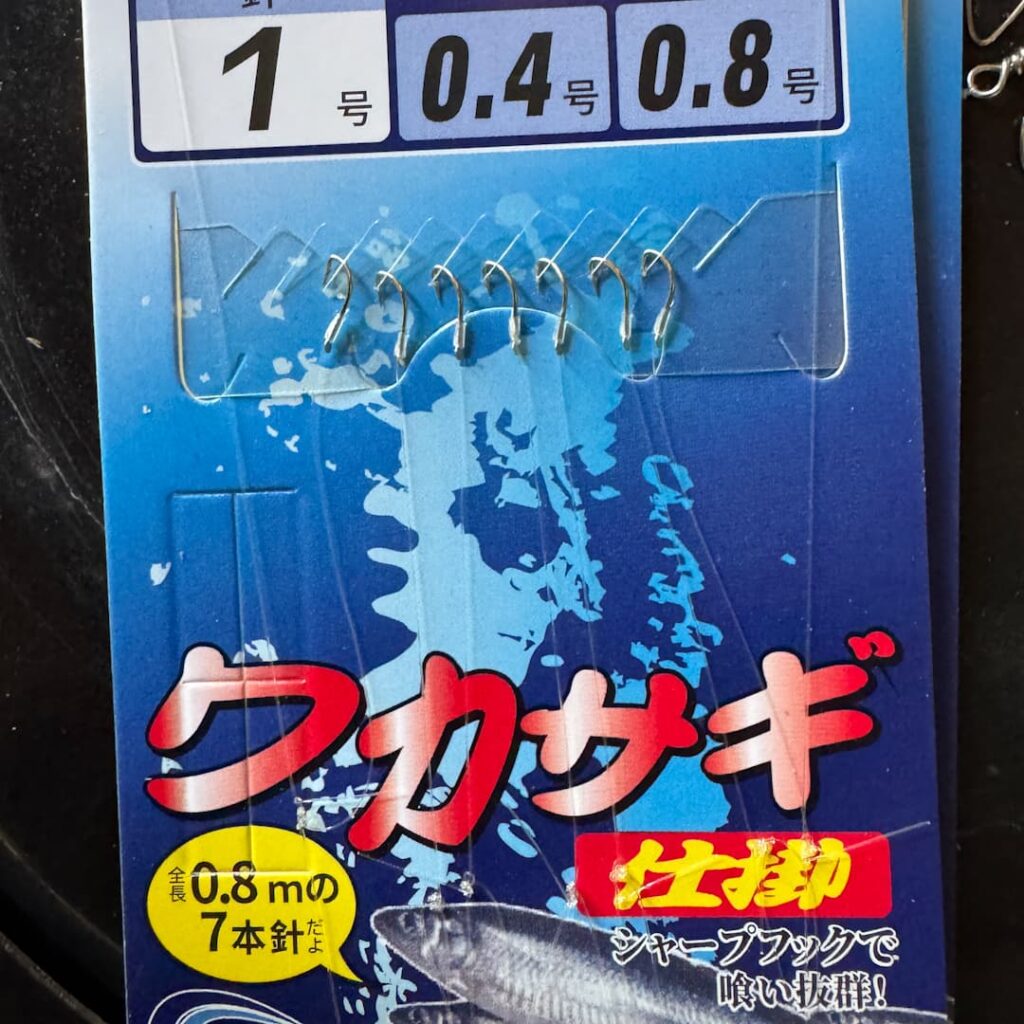 針
1号
0.4号
0.8号
ワカサギ
仕掛
全長0.8mの
7本針だよ
シャープフックで
喰い抜群!